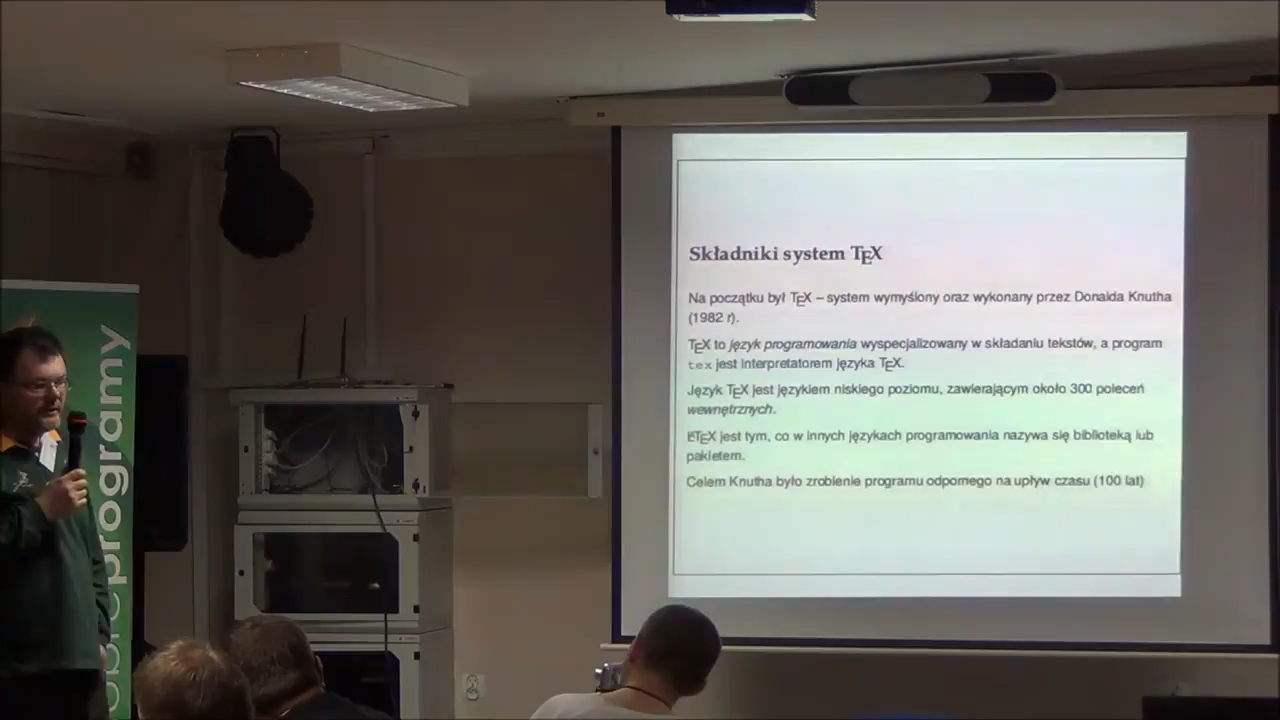 Składniki system TEX
Na początku był TEX – system wymyślony oraz wykonany przez Donalda Knutha
(1982 r).
TEX to język programowania wyspecjalizowany w składaniu tekstów, a program
tex jest interpretatorem języka TEX.
Język TEX jest językiem niskiego poziomu, zawierającym około 300 poleceń
wewnętrznych.
LATEX jest tym, co w innych językach programowania nazywa się biblioteką lub
pakietem.
Celem Knutha było zrobienie programu odpornego na upływ czasu (100 lat)
obreprogramy